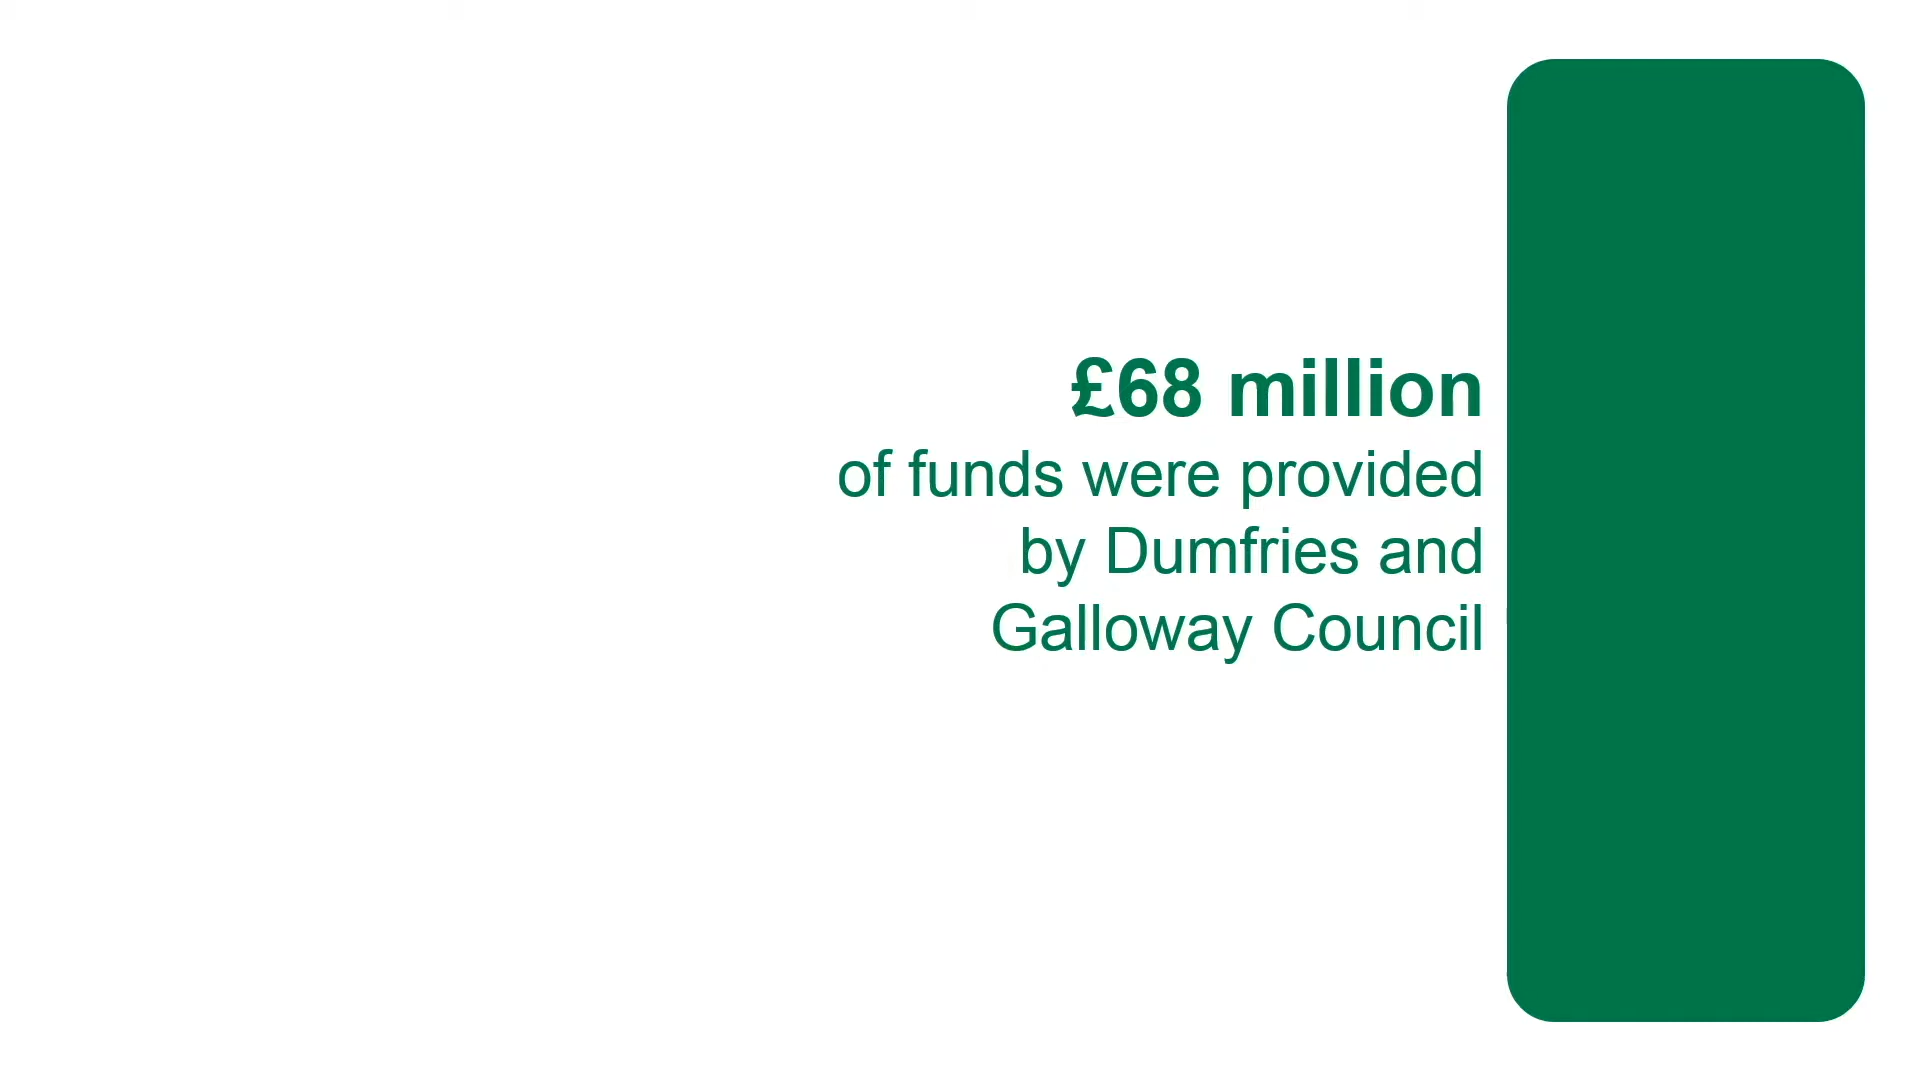 £68 million
of funds were provided
by Dumfries and
Galloway Council